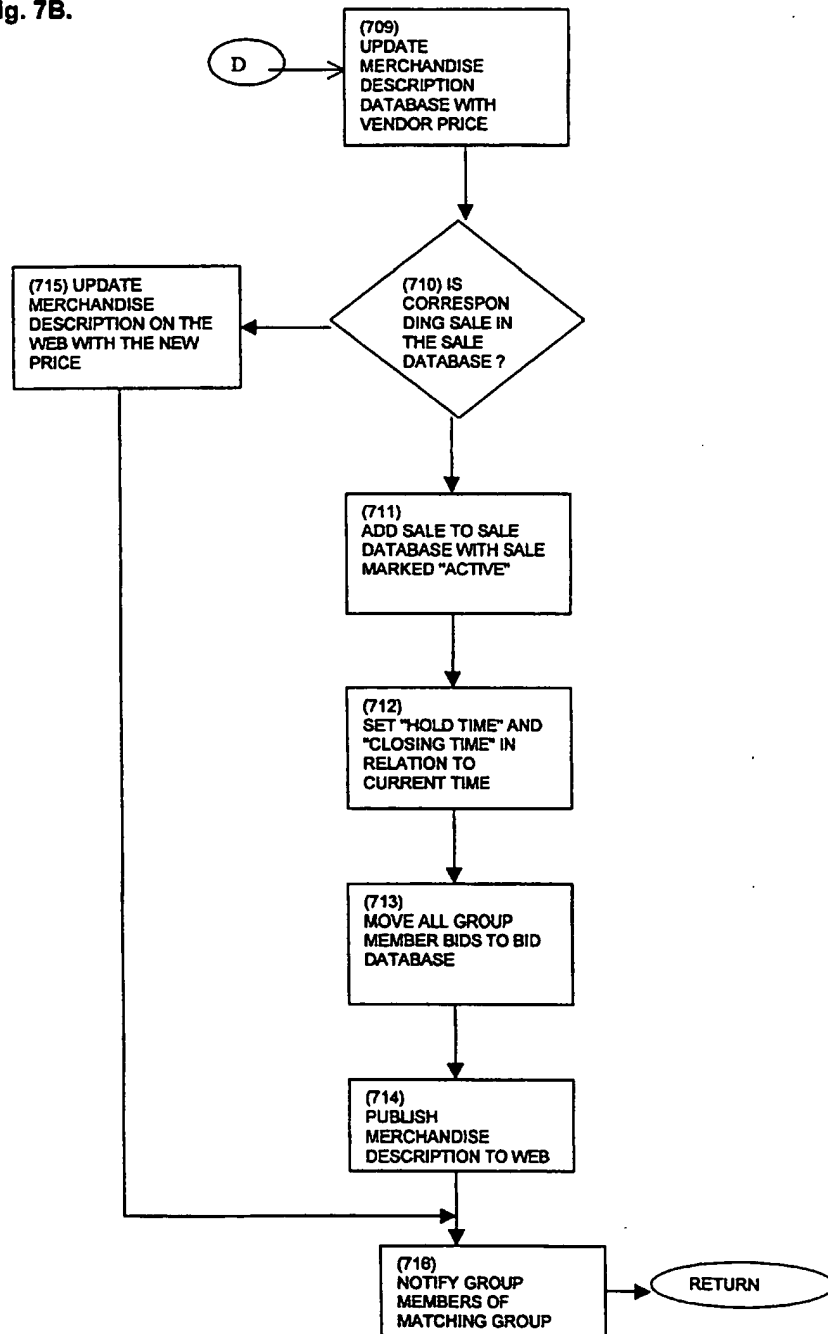 ig. 7B.
D
(709)
UPDATE
MERCHANDISE
DESCRIPTION
DATABASE WITH
VENDOR PRICE
(710) IS
CORRESPON
DING SALE IN
THE SALE
DATABASE ?
(715) UPDATE
MERCHANDISE
DESCRIPTION ON THE
WEB WITH THE NEW
PRICE
(711)
ADD SALE TO SALE
DATABASE WITH SALE
MARKED "ACTIVE"
(712)
SET "HOLD TIME" AND
"CLOSING TIME" IN
RELATION TO
CURRENT TIME
(713)
MOVE ALL GROUP
MEMBER BIDS TO BID
DATABASE
(714)
PUBLISH
MERCHANDISE
DESCRIPTION TO WEB
(716)
NOTIFY GROUP
MEMBERS OF
MATCHING GROUP
RETURN